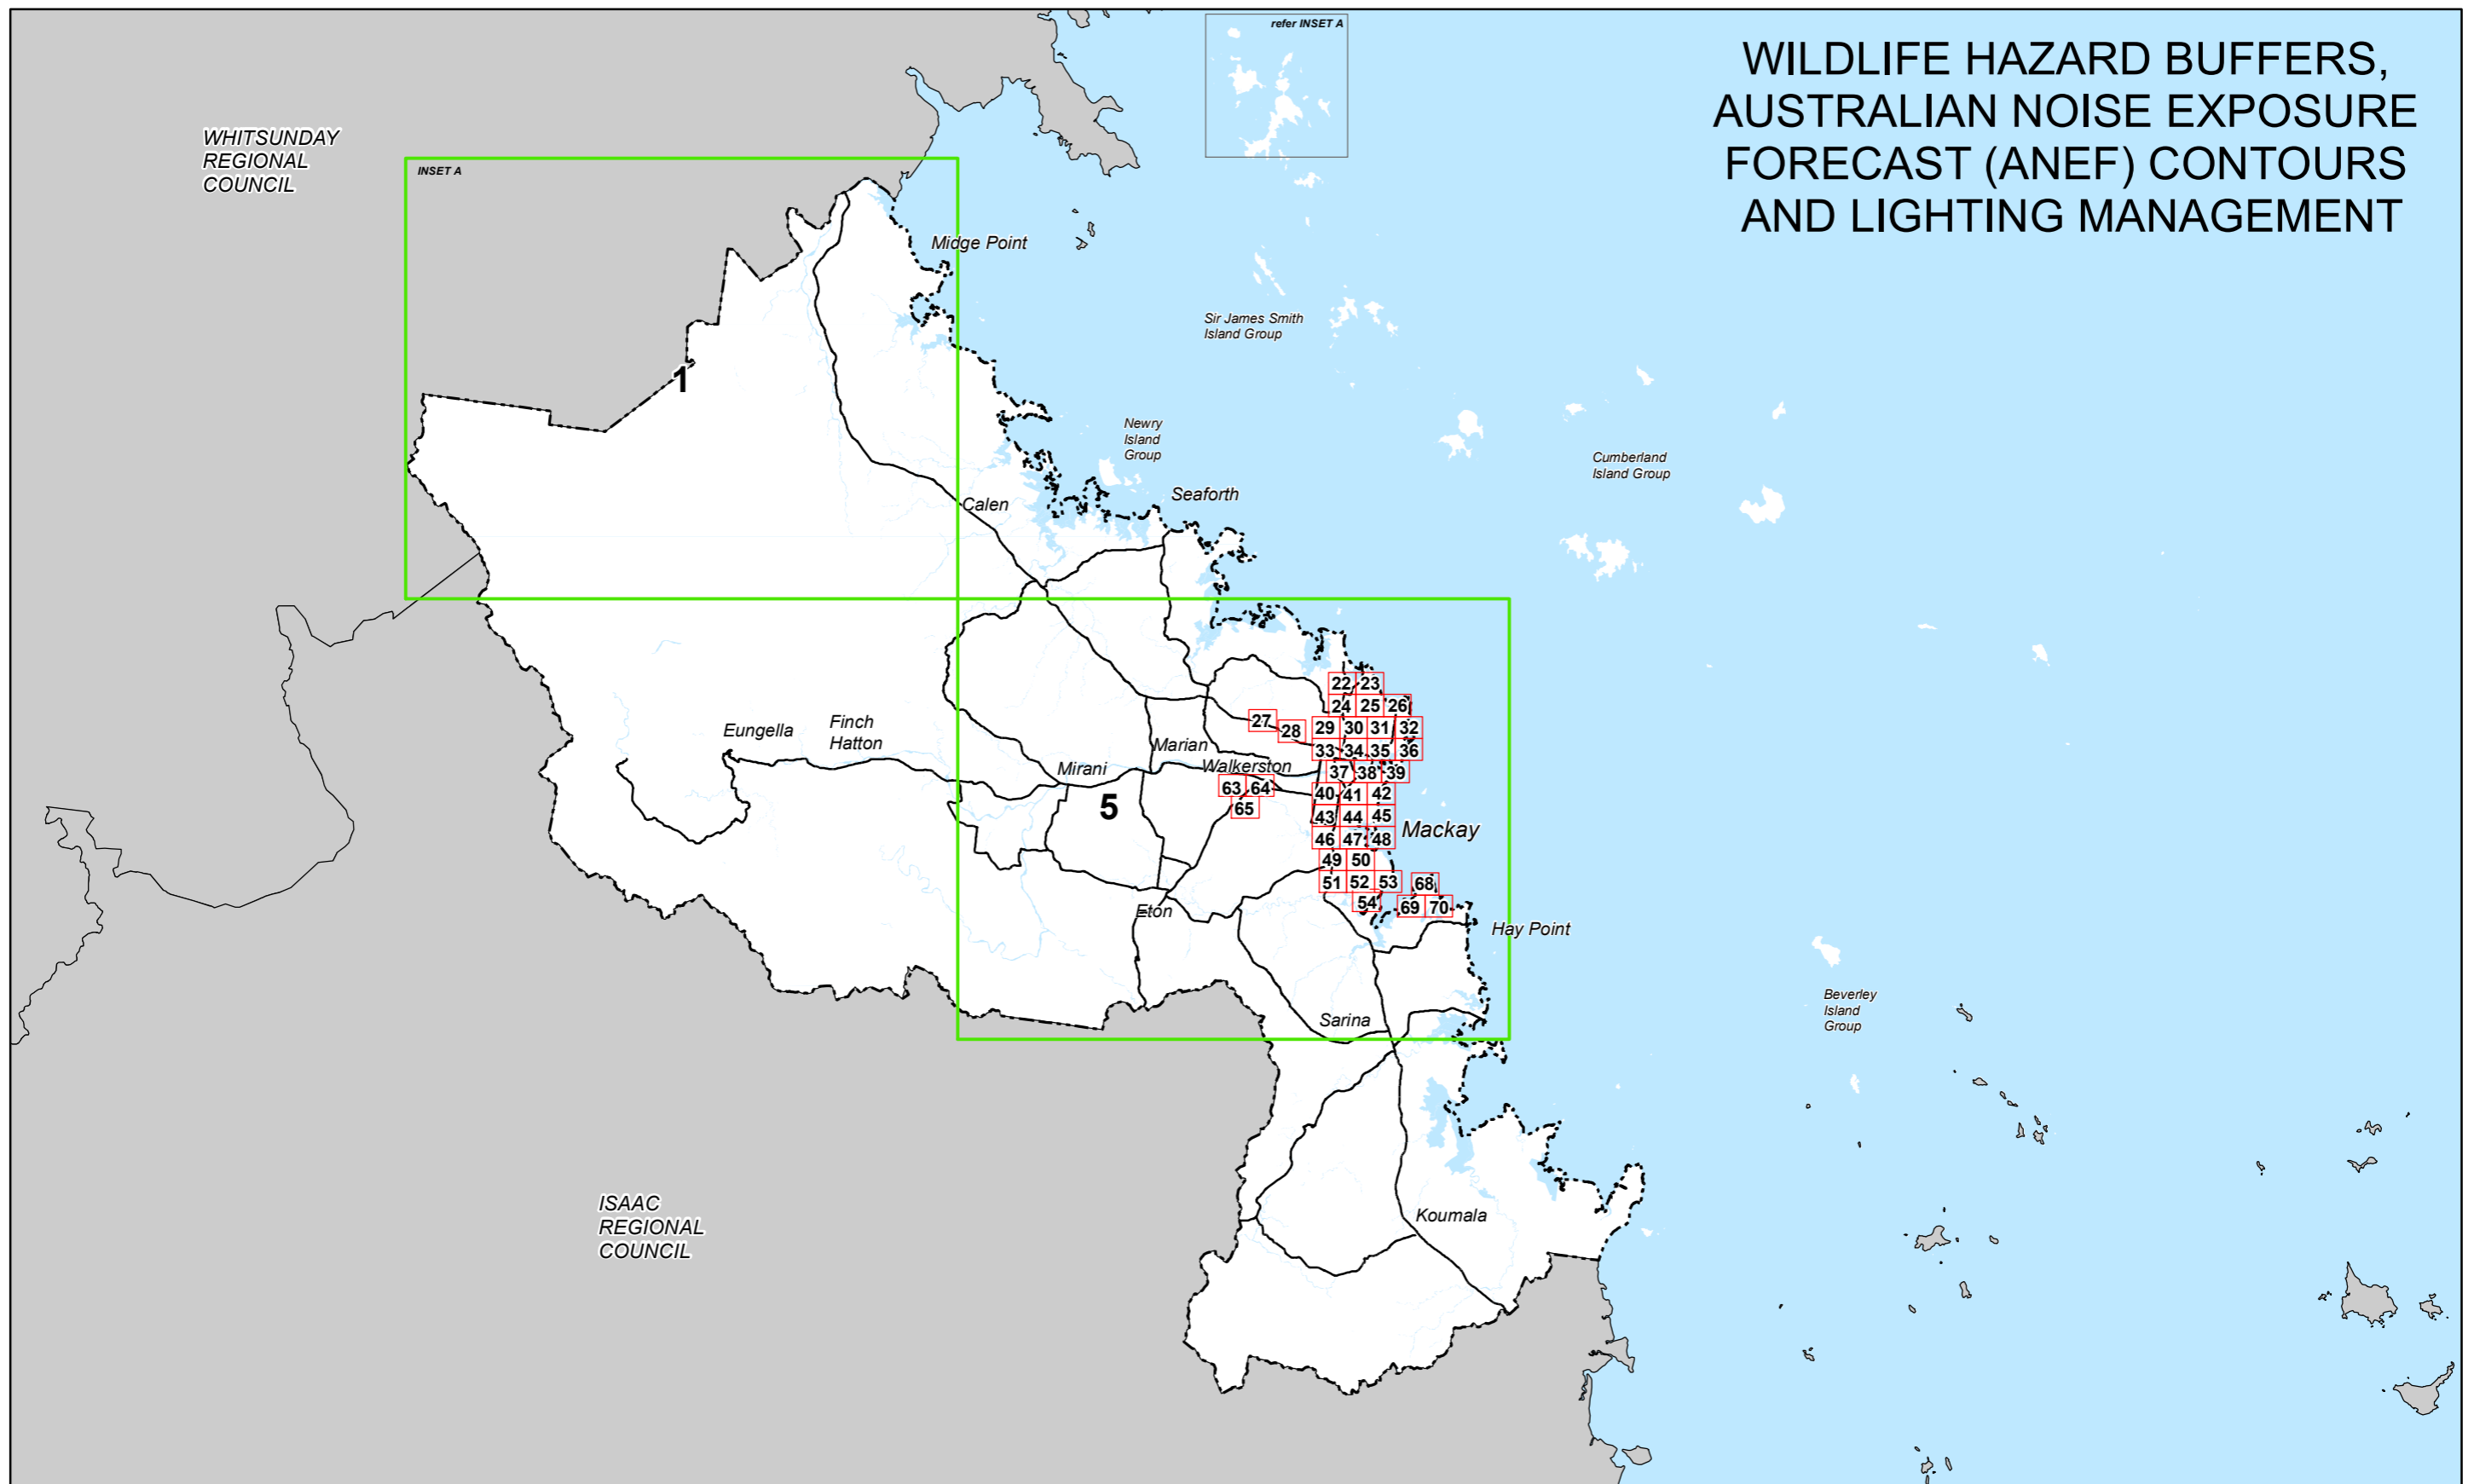 refer INSET A
WILDLIFE HAZARD BUFFERS,
AUSTRALIAN NOISE EXPOSURE
FORECAST (ANEF) CONTOURS
AND LIGHTING MANAGEMENT
WHITSUNDAY
REGIONAL
COUNCIL
INSET A
Midge Point
Sir James Smith
Island Group
1
Newry
Island
Group
Cumberland
Island Group
Seaforth
Calen
22 23
24 25 26
27
28
29 30 31 32
Eungella
Finch
Hatton
Marian
33 34 35 36
Mirani
Walkerston
37 38 39
63 64
40 41 42
65
5
43 44 45
Mackay
46 47 48
49 50
51 52 53
68
54
69 70
Eton
Hay Point
Sarina
Beverley
Island
Group
ISAAC
REGIONAL
COUNCIL
Koumala